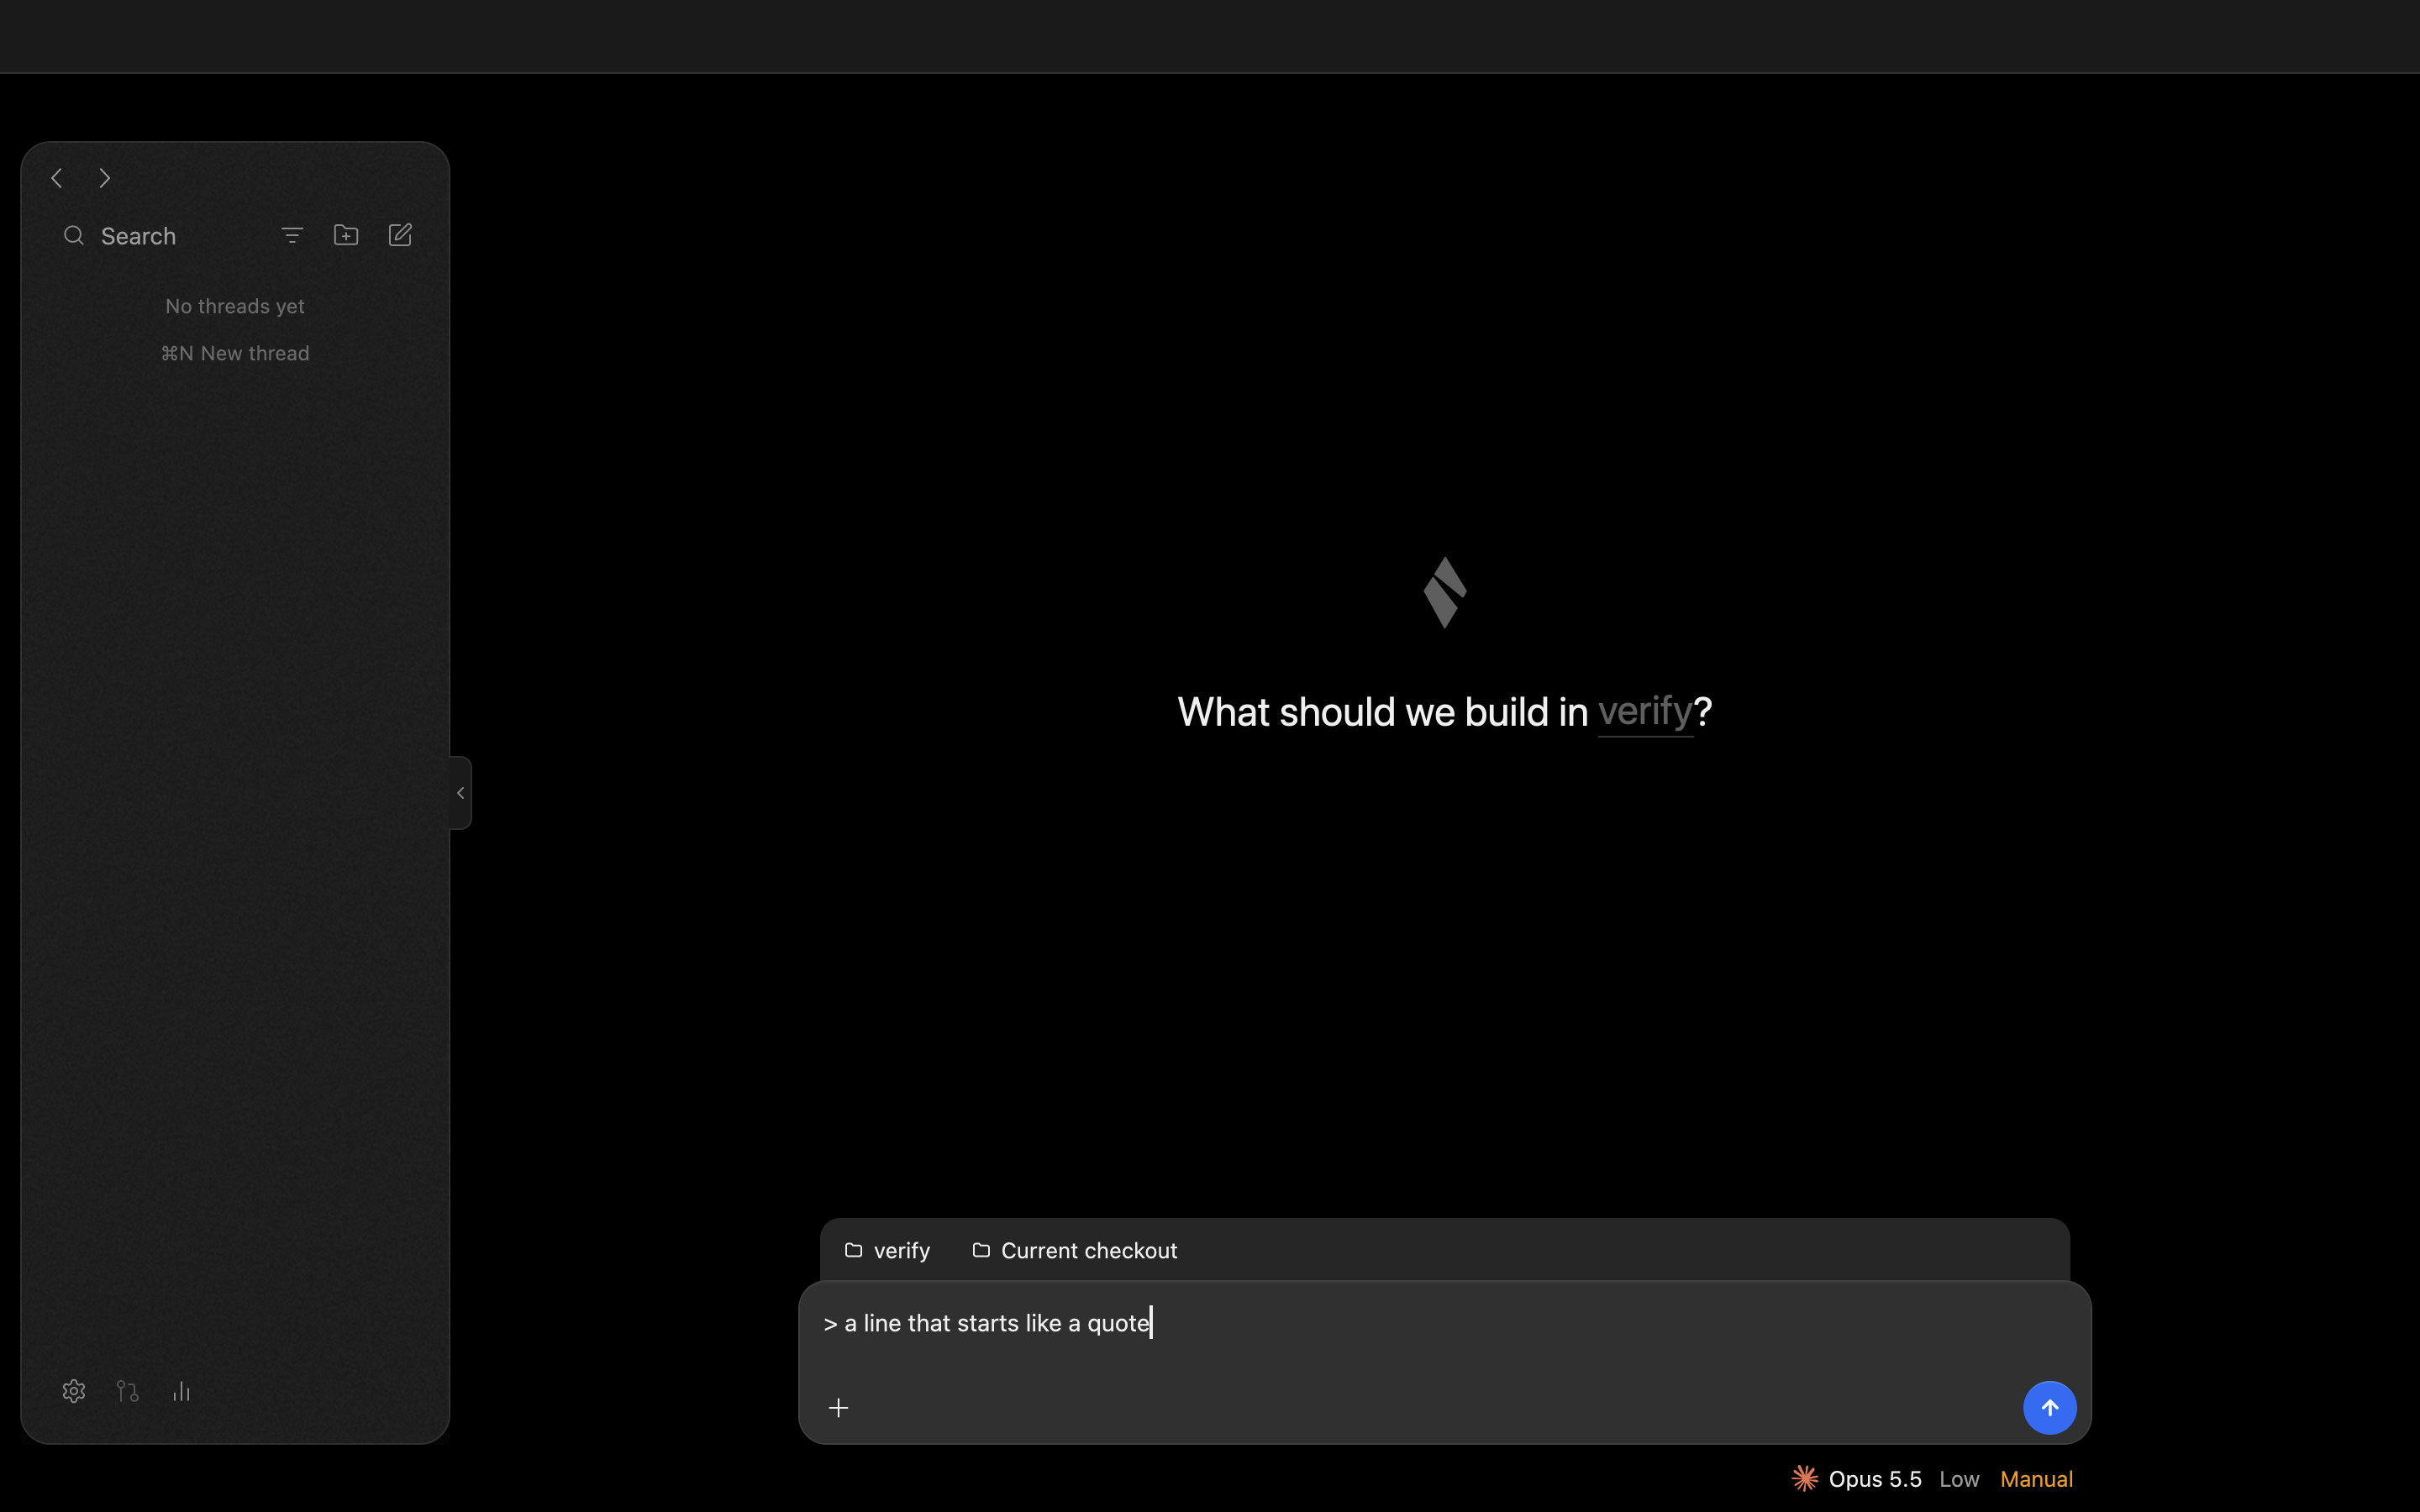 Search
No threads yet
⌘N New thread
What should we build in verify?
verify Current checkout
> a line that starts like a quote
Opus 5.5 Low Manual